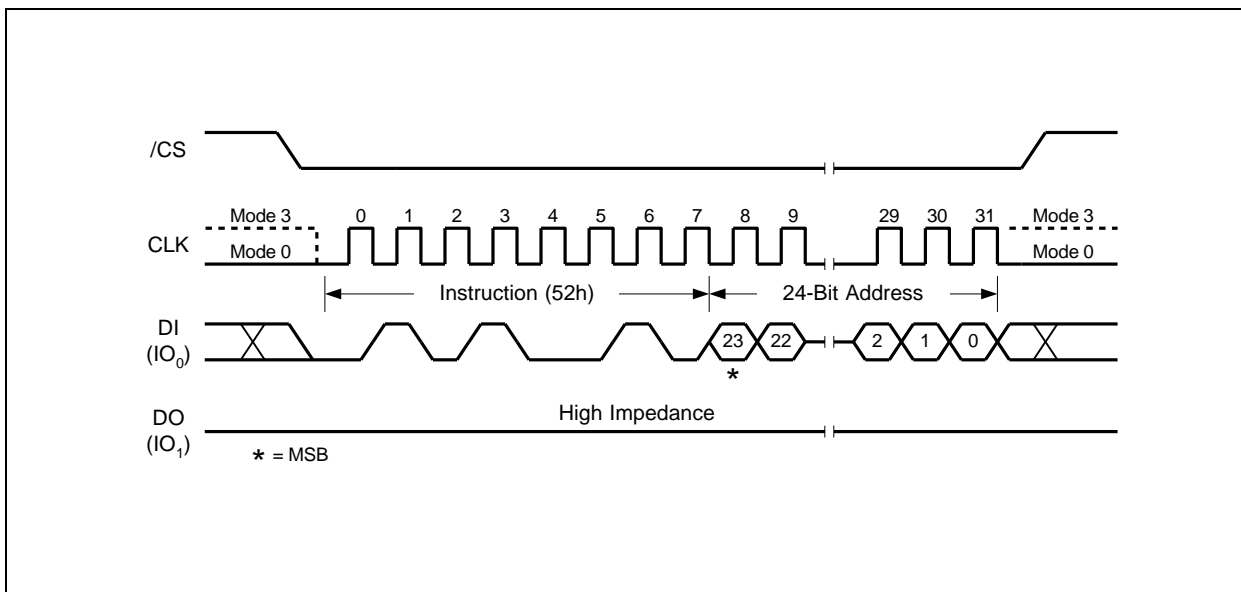 /CS
Mode 3 0 1 2 3 4 5 6 7 8 9 29 30 31 Mode 3
CLK Mode 0 Mode 0
Instruction (52h) 24-Bit Address
DI
(IO0) 23 22 2 1 0
*
DO High Impedance
(IO1)
* = MSB